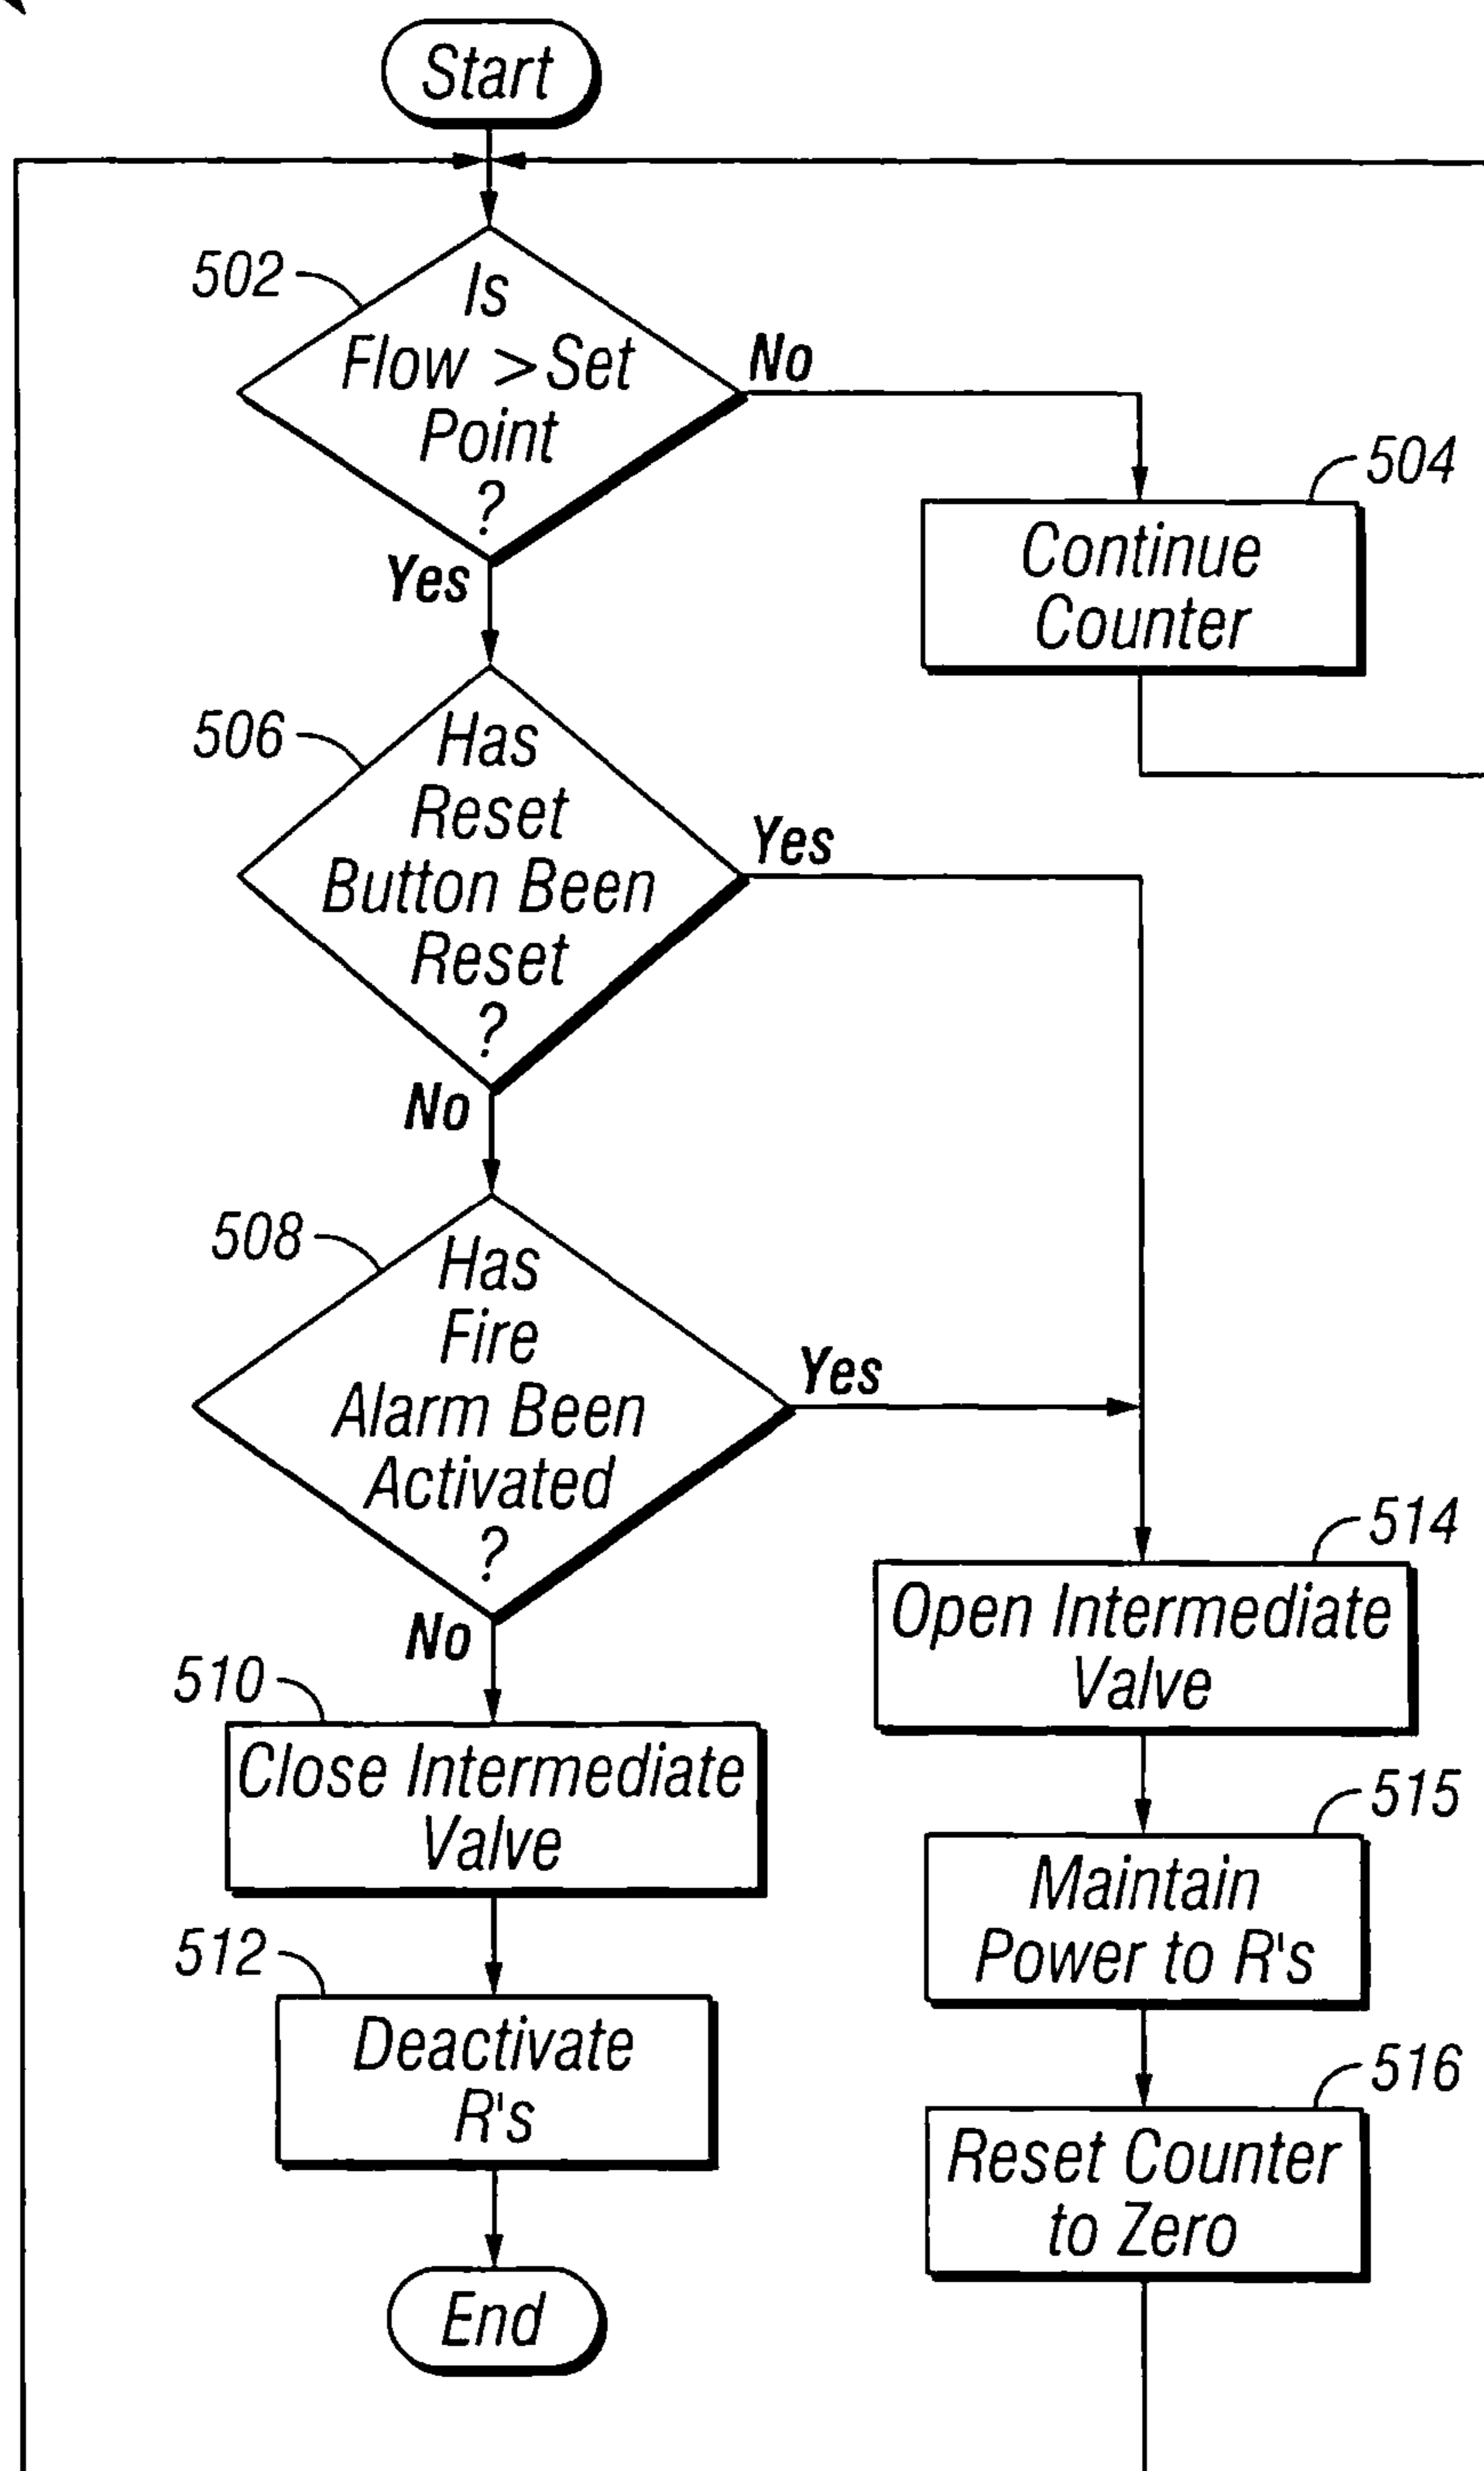 Start
502
Is
Flow >Set
Point
?
No
Yes
504
Continue
Counter
506
Has
Reset
Button Been
Reset
?
Yes
No
508
Has
Fire
Alarm Been
Activated
?
Yes
No
510
Close Intermediate
Valve
512
Deactivate
R's
End
514
Open Intermediate
Valve
515
Maintain
Power to R's
516
Reset Counter
to Zero